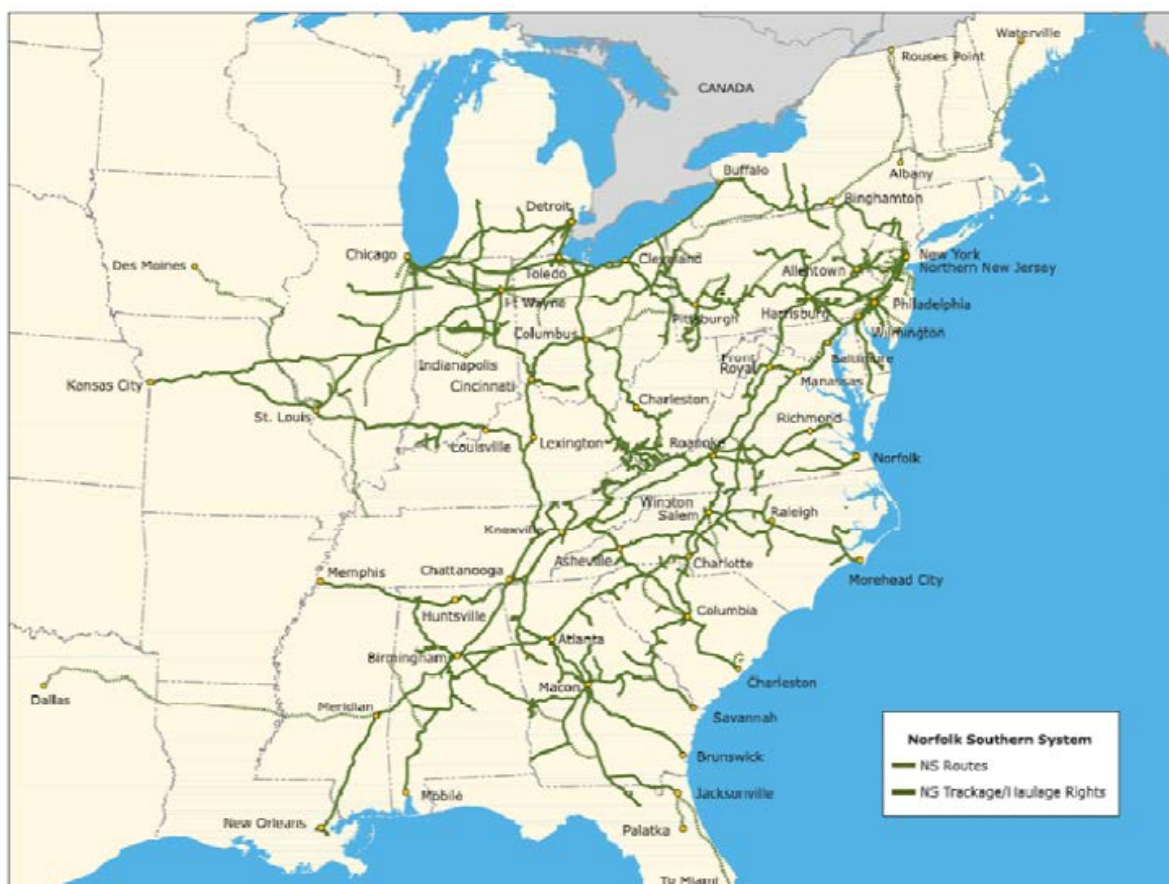 Waterville
Rouses Point
CANADA
Albany
Buffalo
Binghamton
Detroit
Chicago
Des Moines
Toledo
Cleveland
Allentown
New York
Northern New Jersey
Ft Wayne
Pittsburgh
Harrisburg
Philadelphia
Wilmington
Columbus
Indianapolis
Cincinnati
Baltimore
Front
Royal
Manassas
Kansas City
St. Louis
Charleston
Richmond
Louisville
Lexington
Roanoke
Norfolk
Winston
Salem
Raleigh
Knoxville
Asheville
Charlotte
Morehead City
Memphis
Chattanooga
Huntsville
Columbia
Birmingham
Atlanta
Charleston
Dallas
Meridian
Macon
Savannah
Brunswick
Mobile
Jacksonville
New Orleans
Palatka
To Miami
Norfolk Southern System
NS Routes
NS Trackage/Haulage Rights